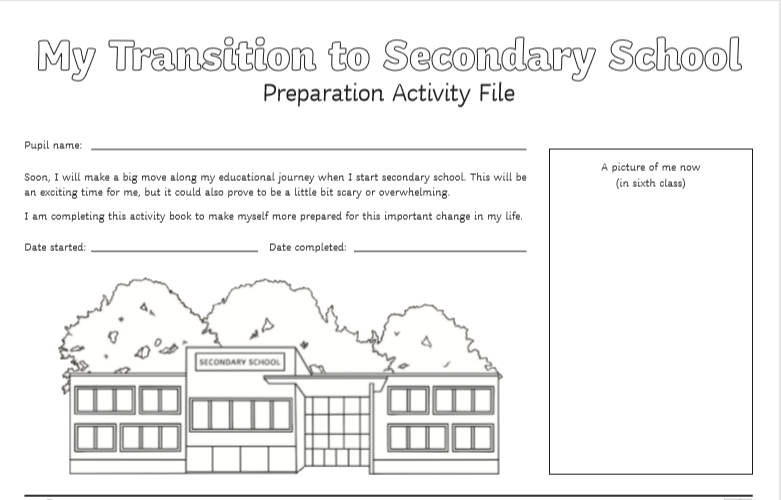 My Transition to Secondary School
Preparation Activity File
Pupil name:
Soon, I will make a big move along my educational journey when I start secondary school. This will be
an exciting time for me, but it could also prove to be a little bit scary or overwhelming.
I am completing this activity book to make myself more prepared for this important change in my life.
Date started: Date completed:
A picture of me now
(in sixth class)
SECONDARY SCHOOL